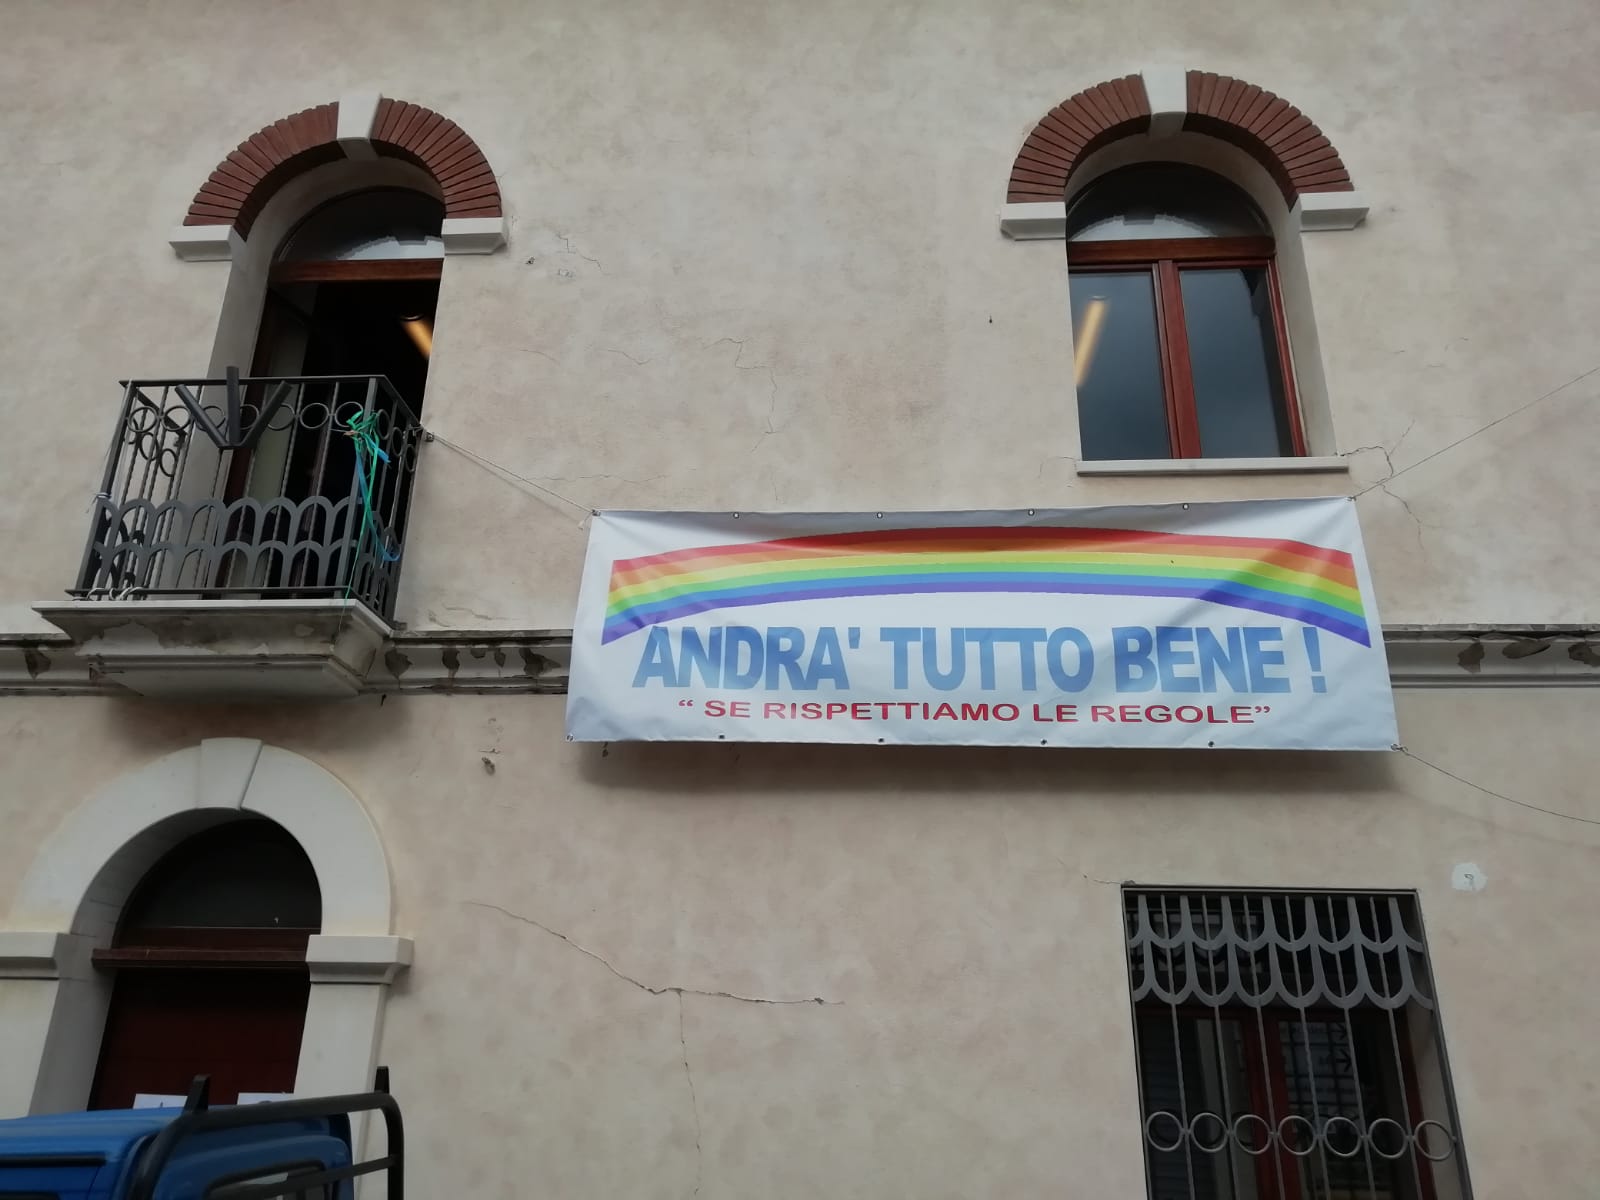 ANDRA' TUTTO BENE !
“ SE RISPETTIAMO LE REGOLE”